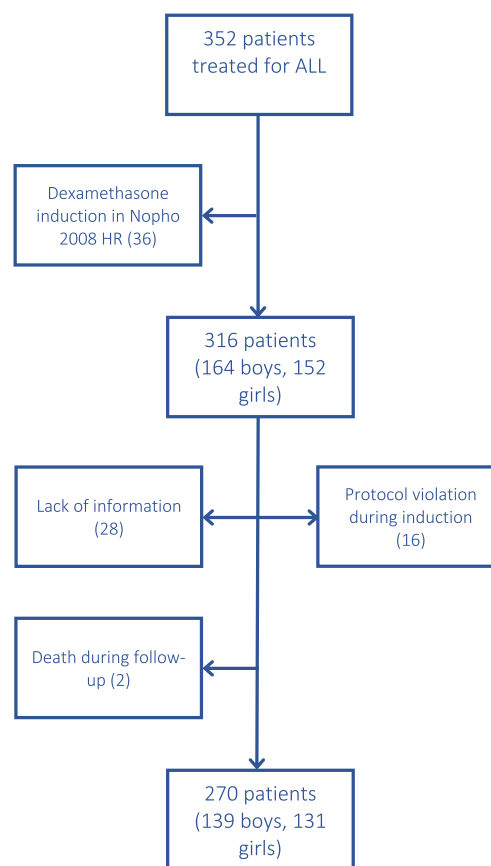 352 patients
treated for ALL
Dexamethasone
induction in Nopho
2008 HR (36)
316 patients
(164 boys, 152
girls)
Lack of information
(28)
Protocol violation
during induction
(16)
Death during follow-
up (2)
270 patients
(139 boys, 131
girls)